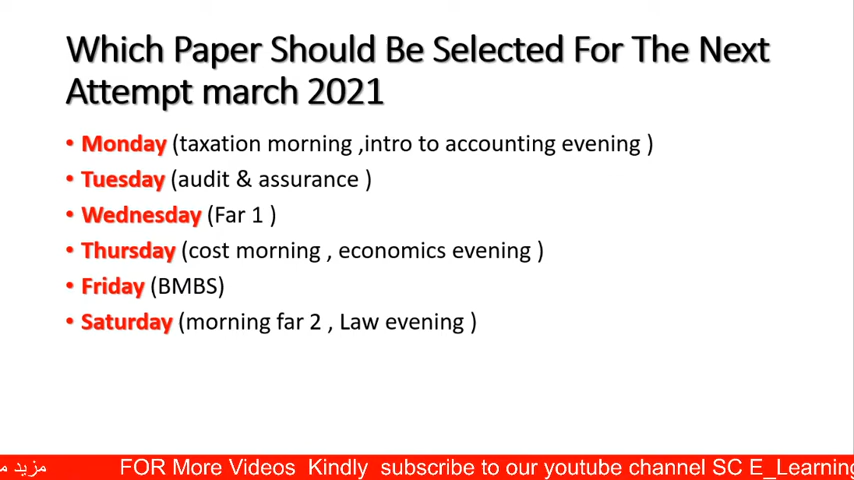 Which Paper Should Be Selected For The Next
Attempt march 2021
• Monday (taxation morning ,intro to accounting evening )
• Tuesday (audit & assurance )
• Wednesday (Far 1 )
• Thursday (cost morning , economics evening )
• Friday (BMBS)
• Saturday (morning far 2 , Law evening )
مزید FOR More Videos Kindly subscribe to our youtube channel SC E_Learning